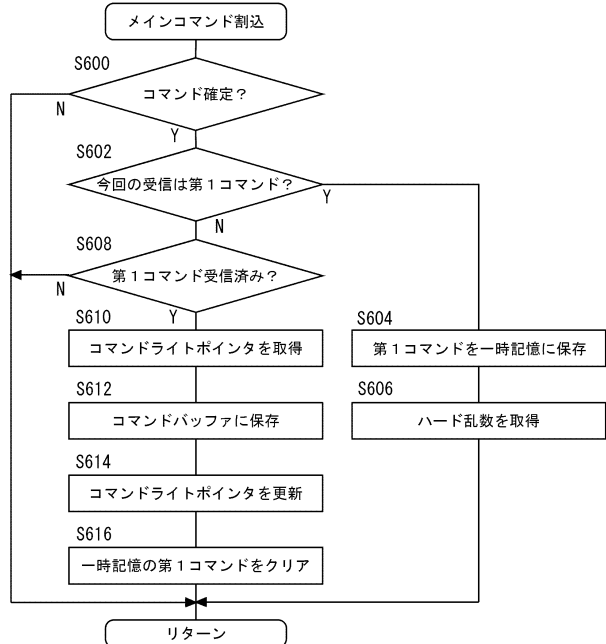 メインコマンド割込
S600
コマンド確定?
N
Y
S602
今回の受信は第1コマンド?
Y
N
S608
第1コマンド受信済み?
N
Y
S610
コマンドライトポインタを取得
S604
第1コマンドを一時記憶に保存
S612
コマンドバッファに保存
S606
ハード乱数を取得
S614
コマンドライトポインタを更新
S616
一時記憶の第1コマンドをクリア
リターン